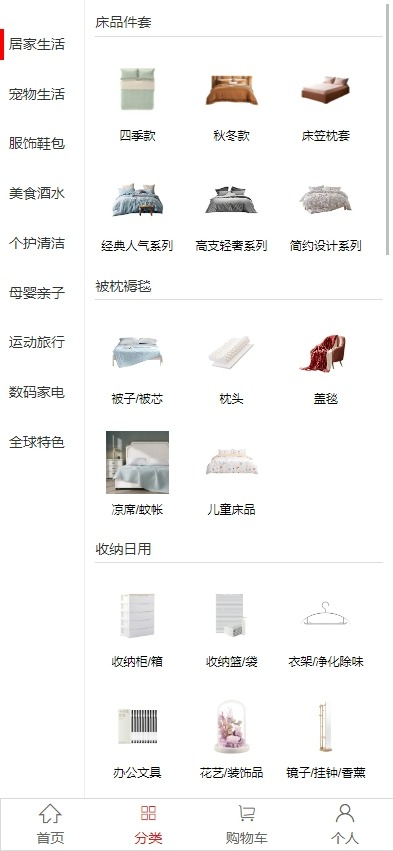 居家生活
宠物生活
服饰鞋包
美食酒水
个护清洁
母婴亲子
运动旅行
数码家电
全球特色
床品件套
四季款
秋冬款
床笠枕套
经典人气系列
高支轻奢系列
简约设计系列
被枕褥毯
被子/被芯
枕头
盖毯
凉席/蚊帐
儿童床品
收纳日用
收纳柜/箱
收纳篮/袋
衣架/净化除味
办公文具
花艺/装饰品
镜子/挂钟/香薰
首页
分类
购物车
个人